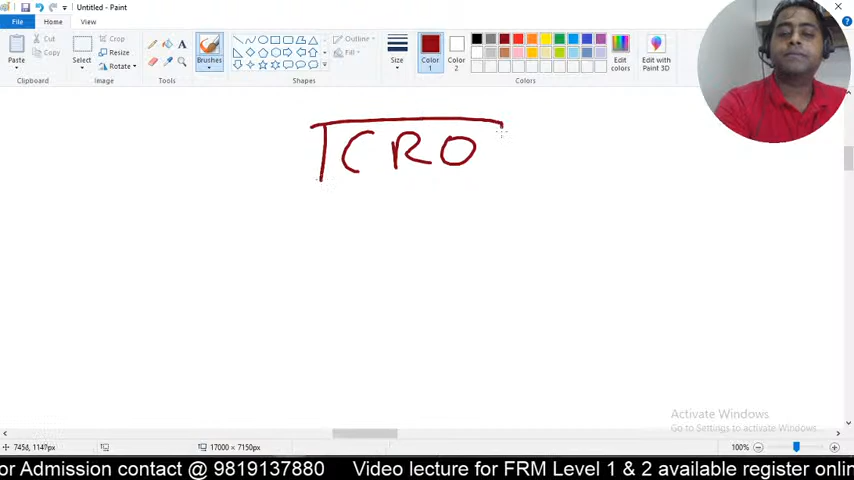 Untitled - Paint
File
Home
View
Paste
Cut
Copy
Clipboard
Select
Crop
Resize
Rotate
Image
Tools
Brushes
Outline
Fill
Shapes
Size
Color 1
Color 2
Edit colors
Edit with Paint 3D
Colors
CRO
Activate Windows
Go to Settings to activate Windows.
17000 × 7150px
100%
or Admission contact @ 9819137880 Video lecture for FRM Level 1 & 2 available register onlin